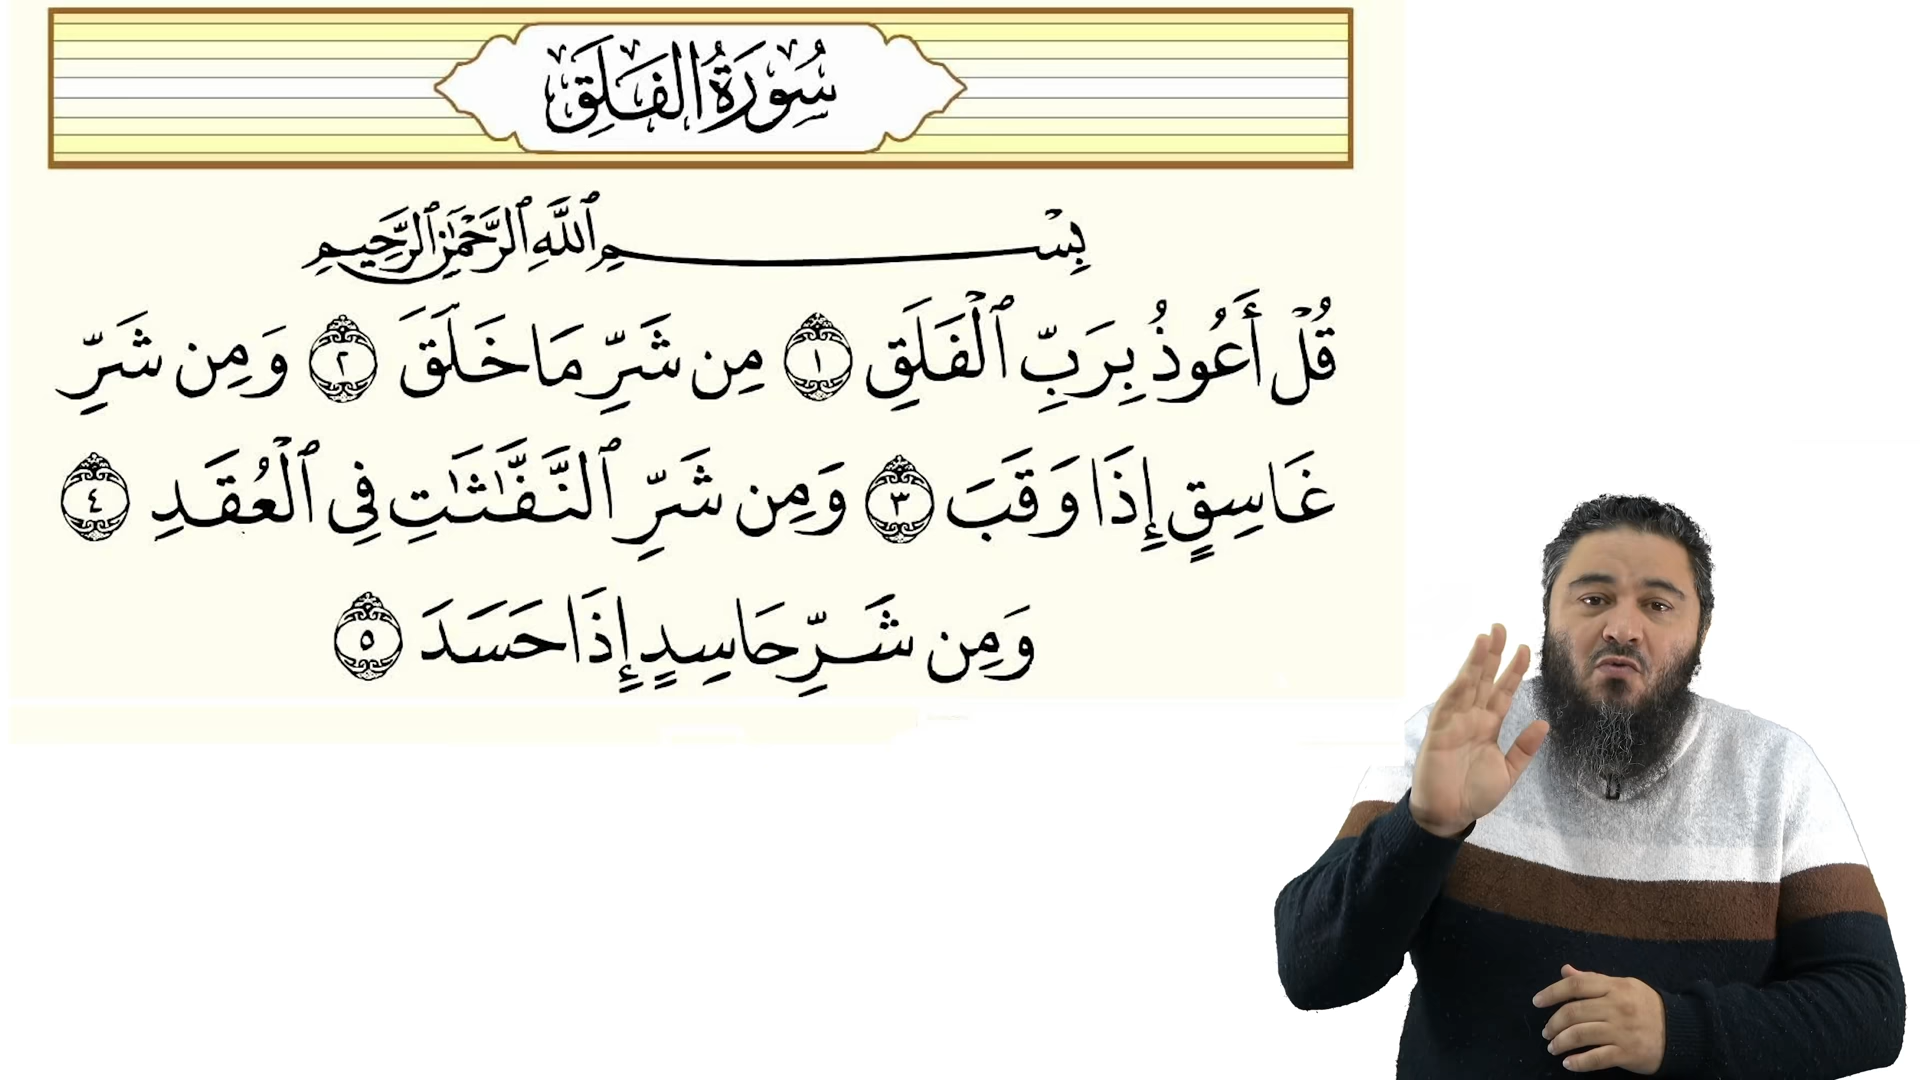 سُورَةُ الفَلَقِ
بِسْمِ ٱللَّهِ ٱلرَّحْمَٰنِ ٱلرَّحِيمِ
قُلْ أَعُوذُ بِرَبِّ ٱلْفَلَقِ ١ مِن شَرِّ مَا خَلَقَ ٢ وَمِن شَرِّ
غَاسِقٍ إِذَا وَقَبَ ٣ وَمِن شَرِّ ٱلنَّفَّٰثَٰتِ فِى ٱلْعُقَدِ ٤
وَمِن شَرِّ حَاسِدٍ إِذَا حَسَدَ ٥